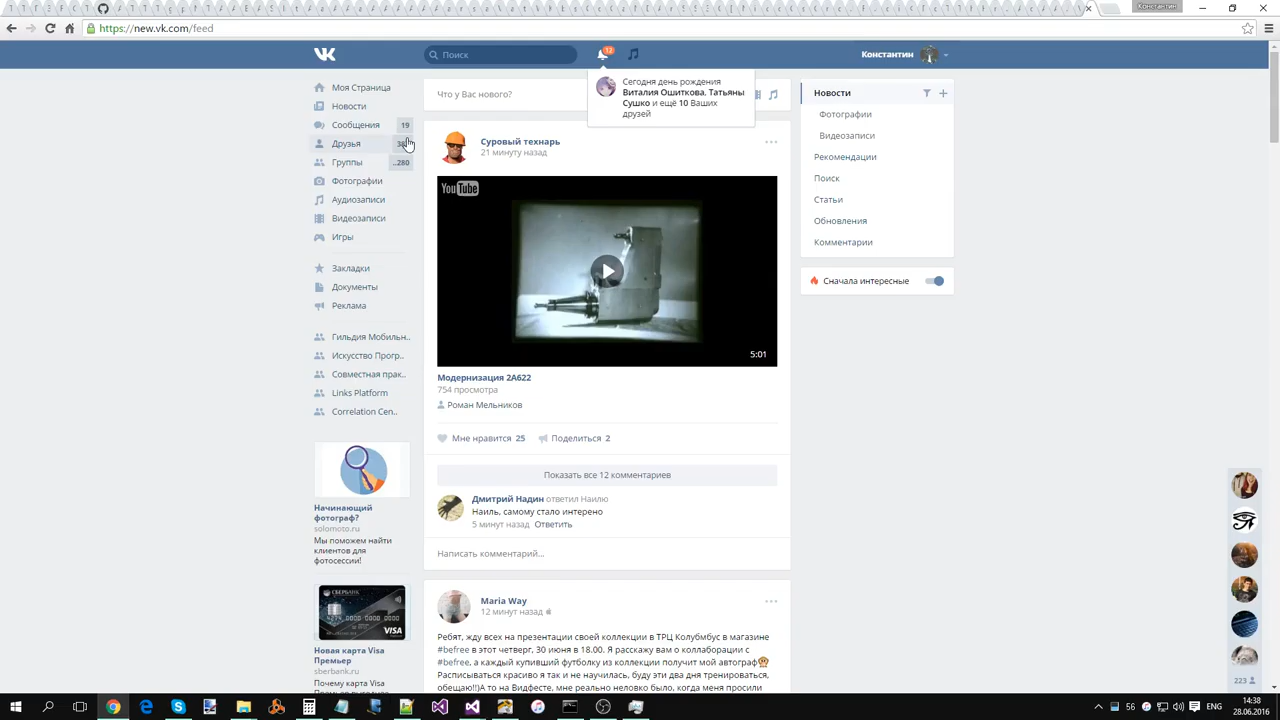 Константин
https://new.vk.com/feed
Поиск
12
Константин
Сегодня день рождения
Виталия Ошиткова, Татьяны
Сушко и ещё 10 Ваших
друзей
Моя Страница
Новости
Сообщения 19
Друзья
Группы ..280
Фотографии
Аудиозаписи
Видеозаписи
Игры
Закладки
Документы
Реклама
Гильдия Мобильн..
Искусство Прогр..
Совместная прак..
Links Platform
Correlation Cen..
Начинающий
фотограф?
solomoto.ru
Мы поможем найти
клиентов для
фотосессии!
СБЕРБАНК
VISA
Новая карта Visa
Премьер
sberbank.ru
Почему карта Visa
Что у Вас нового?
Суровый технарь
21 минуту назад
YouTube
5:01
Модернизация 2А622
754 просмотра
Роман Мельников
Мне нравится 25 Поделиться 2
Показать все 12 комментариев
Дмитрий Надин ответил Наилю
Наиль, самому стало интерено
5 минут назад Ответить
Написать комментарий...
Maria Way
12 минут назад
Ребят, жду всех на презентации своей коллекции в ТРЦ Колумбус в магазине
#befree в этот четверг, 30 июня в 18.00. Я расскажу вам о коллаборации с
#befree, а каждый купивший футболку из коллекции получит мой автограф
Расписываться красиво я так и не научилась, буду эти два дня тренироваться,
обещаю!!)А то на Видфесте, мне реально неловко было, когда меня просили
Новости
Фотографии
Видеозаписи
Рекомендации
Поиск
Статьи
Обновления
Комментарии
Сначала интересные
223
56
ENG
14:38
28.06.2016